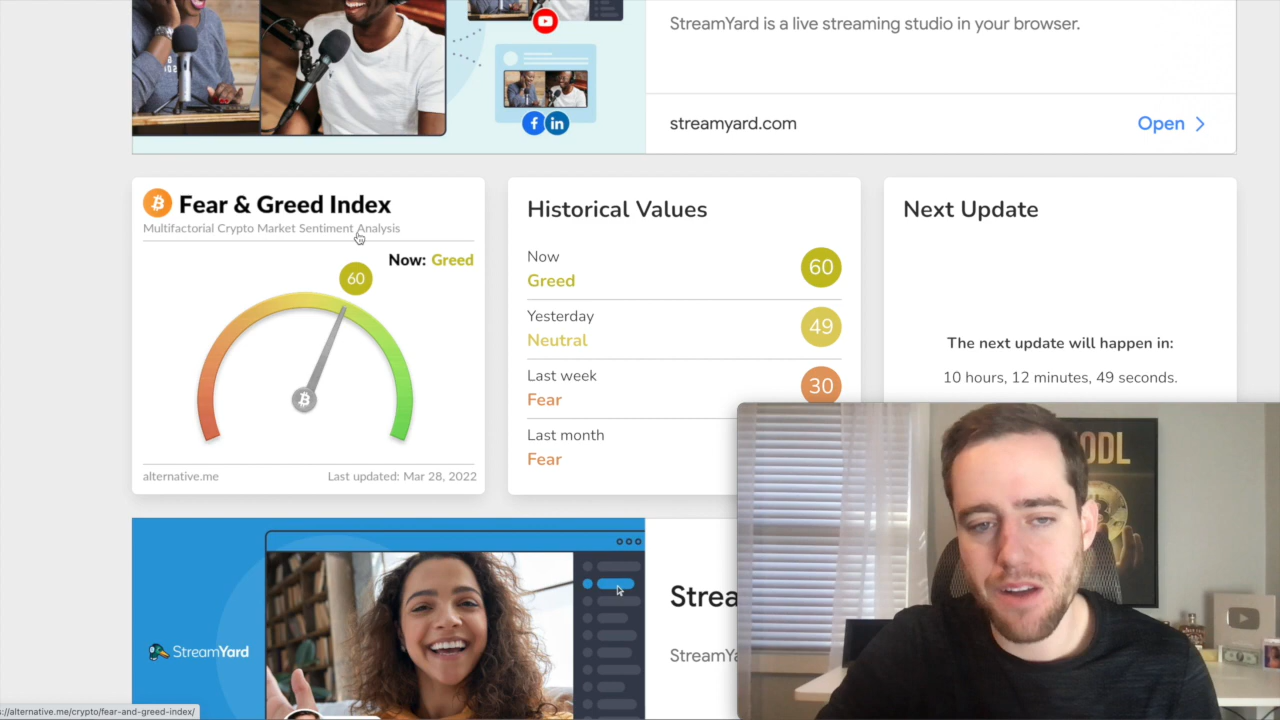 StreamYard is a live streaming studio in your browser.
streamyard.com
Open
Fear & Greed Index
Multifactorial Crypto Market Sentiment Analysis
Now: Greed
60
alternative.me
Last updated: Mar 28, 2022
Historical Values
Now
Greed
60
Yesterday
Neutral
49
Last week
Fear
30
Last month
Fear
Next Update
The next update will happen in:
10 hours, 12 minutes, 49 seconds.
StreamYard
Strea
StreamYa
ODL
s://alternative.me/crypto/fear-and-greed-index/